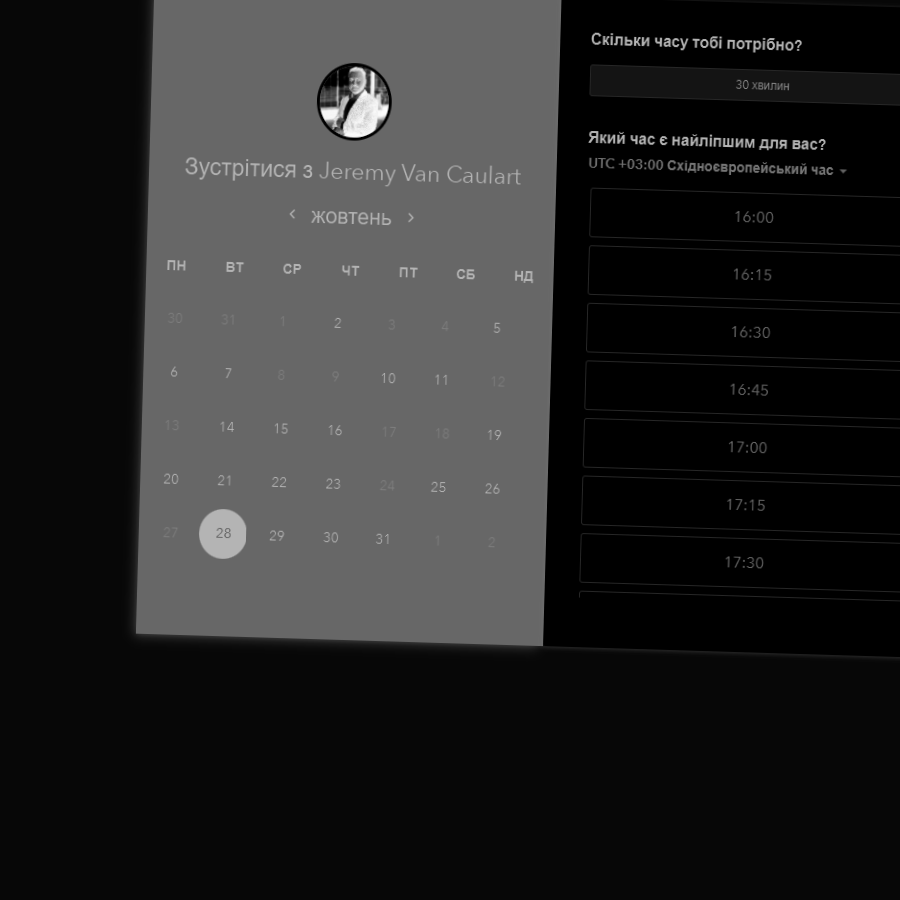 Зустрітися з Jeremy Van Caulart
жовтень
ПН ВТ СР ЧТ ПТ СБ НД
30 31 1 2 3 4 5
6 7 8 9 10 11 12
13 14 15 16 17 18 19
20 21 22 23 24 25 26
27 28 29 30 31 1 2
Скільки часу тобі потрібно?
30 хвилин
Який час є найліпшим для вас?
UTC +03:00 Східноєвропейський час
16:00
16:15
16:30
16:45
17:00
17:15
17:30